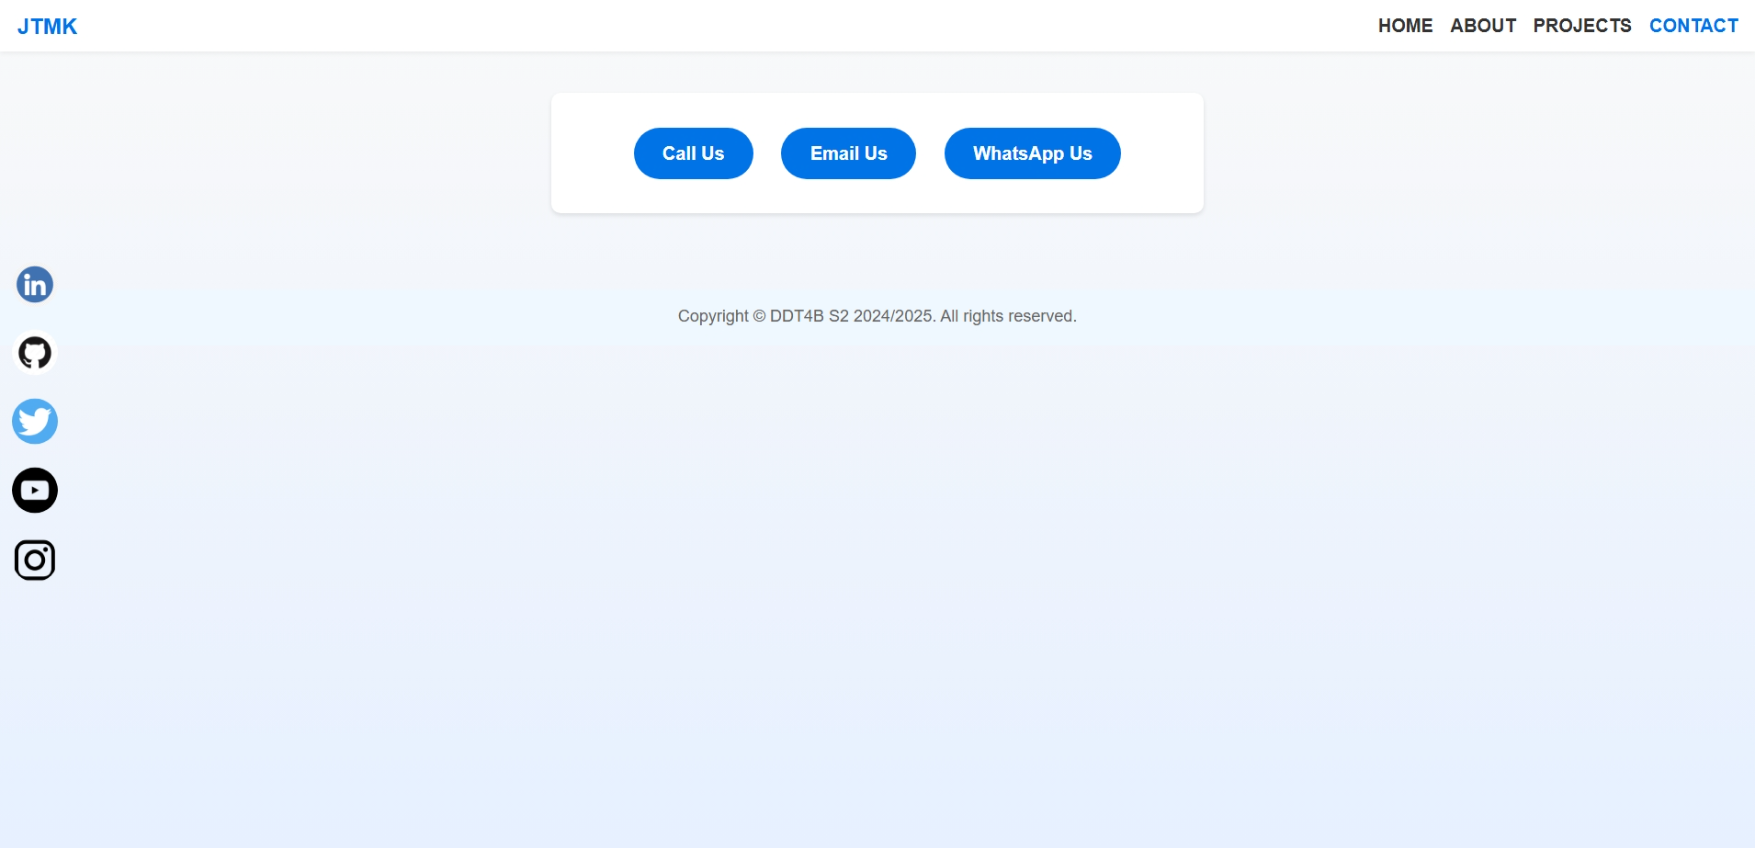 JTMK
HOME ABOUT PROJECTS CONTACT
Call Us Email Us WhatsApp Us
in
Copyright © DDT4B S2 2024/2025. All rights reserved.